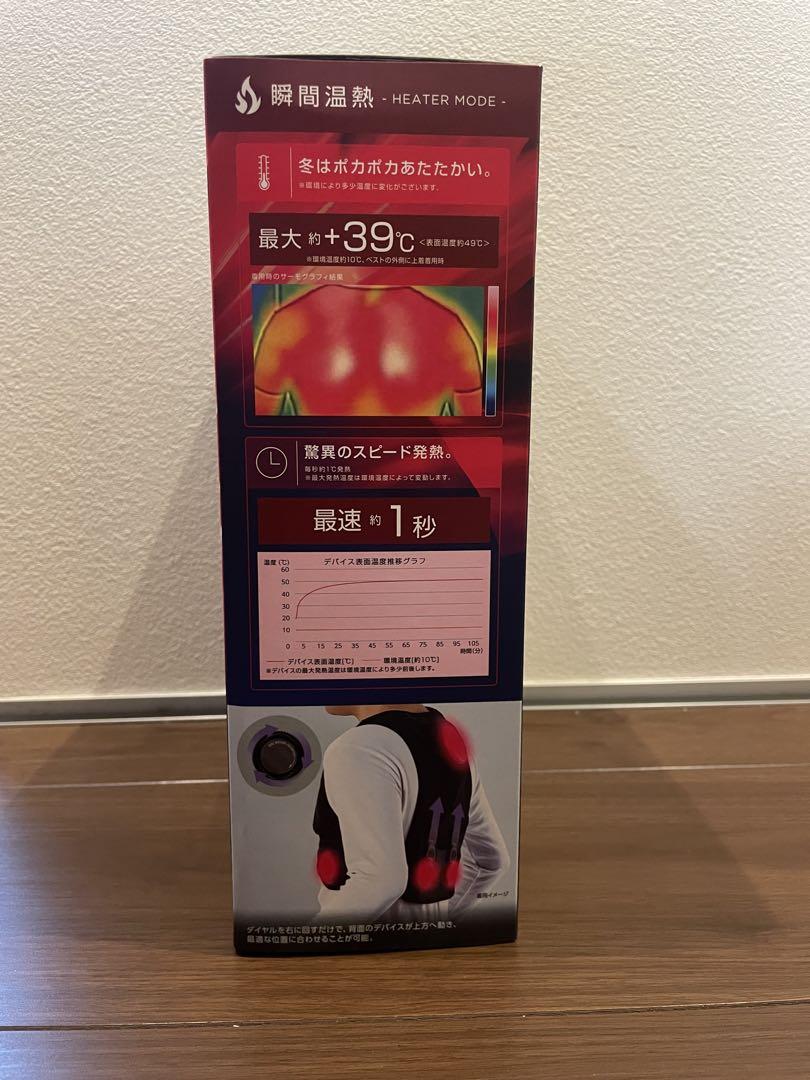 瞬間温熱 - HEATER MODE -
冬はポカポカあたたかい。
※環境により多少温度に変化がございます。
最大 約 +39℃ <表面温度約49℃>
※環境温度約10℃、ベストの外側に上着着用時
着用時のサーモグラフィ結果
驚異のスピード発熱。
毎秒約1℃発熱
※最大発熱温度は環境温度によって変動します。
最速 約 1秒
温度(℃) デバイス表面温度推移グラフ
60
50
40
30
20
10
0 5 15 25 35 45 55 65 75 85 95 105
時間(分)
デバイス表面温度(℃) 環境温度(約10℃)
※デバイスの最大発熱温度は環境温度により多少前後します。
着用イメージ
ダイヤルを右に回すだけで、背面のデバイスが上方へ動き、
最適な位置に合わせることが可能。